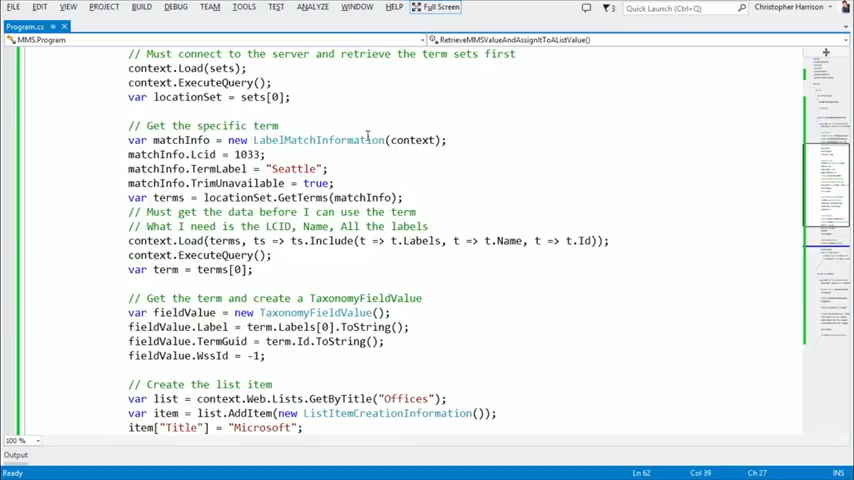 FILE EDIT VIEW PROJECT BUILD DEBUG TEAM TOOLS TEST ANALYZE WINDOW HELP Full Screen 3 Quick Launch (Ctrl+Q) Christopher Harrison
Program.cs
MMS.Program RetrieveMMSValueAndAssignItToAListValue()
// Must connect to the server and retrieve the term sets first
context.Load(sets);
context.ExecuteQuery();
var locationSet = sets[0];
// Get the specific term
var matchInfo = new LabelMatchInformation(context);
matchInfo.Lcid = 1033;
matchInfo.TermLabel = "Seattle";
matchInfo.TrimUnavailable = true;
var terms = locationSet.GetTerms(matchInfo);
// Must get the data before I can use the term
// What I need is the LCID, Name, All the labels
context.Load(terms, ts => ts.Include(t => t.Labels, t => t.Name, t => t.Id));
context.ExecuteQuery();
var term = terms[0];
// Get the term and create a TaxonomyFieldValue
var fieldValue = new TaxonomyFieldValue();
fieldValue.Label = term.Labels[0].ToString();
fieldValue.TermGuid = term.Id.ToString();
fieldValue.WssId = -1;
// Create the list item
var list = context.Web.Lists.GetByTitle("Offices");
var item = list.AddItem(new ListItemCreationInformation());
item["Title"] = "Microsoft";
100 %
Output
Ready Ln 62 Col 39 Ch 27 INS